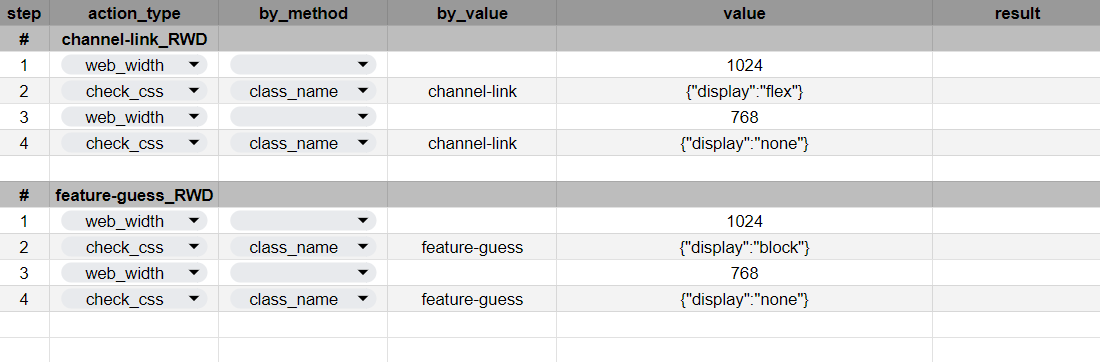 step action_type by_method by_value value result
# channel-link_RWD
1 web_width 1024
2 check_css class_name channel-link {"display":"flex"}
3 web_width 768
4 check_css class_name channel-link {"display":"none"}
# feature-guess_RWD
1 web_width 1024
2 check_css class_name feature-guess {"display":"block"}
3 web_width 768
4 check_css class_name feature-guess {"display":"none"}